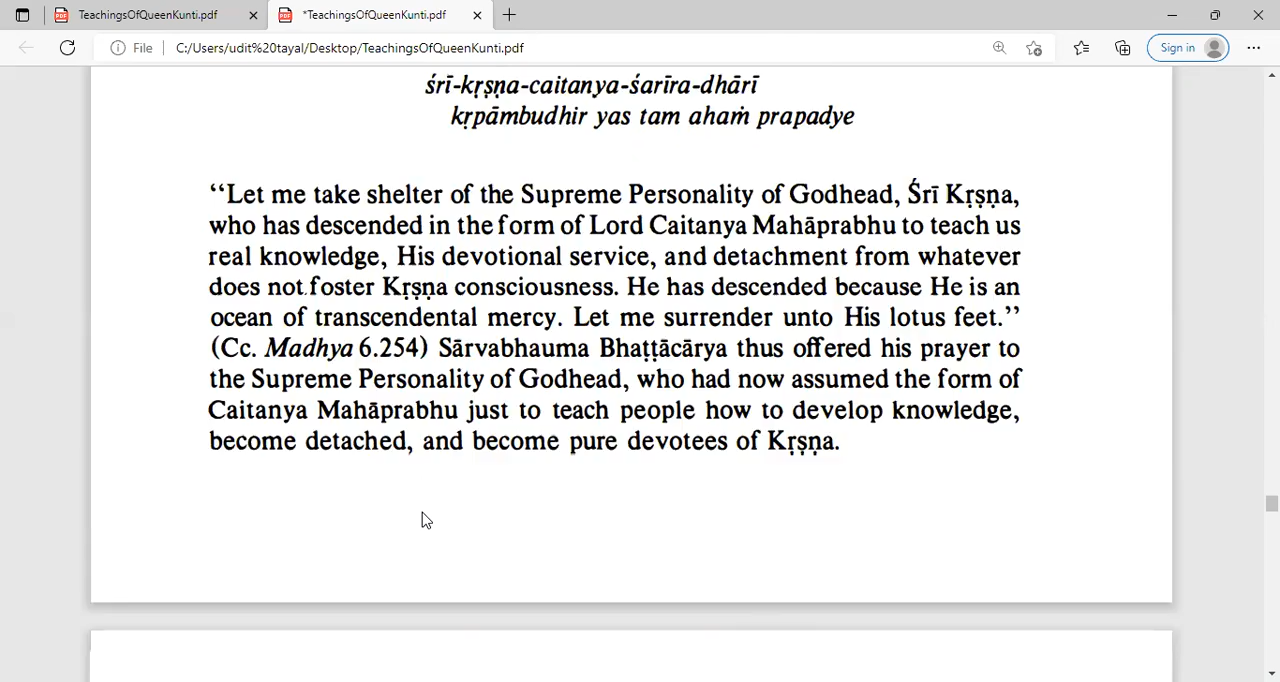 TeachingsOfQueenKunti.pdf
*TeachingsOfQueenKunti.pdf
File
C:/Users/udit%20tayal/Desktop/TeachingsOfQueenKunti.pdf
Sign in
śrī-kṛṣṇa-caitanya-śarīra-dhārī
kṛpāmbudhir yas tam ahaṁ prapadye
‘‘Let me take shelter of the Supreme Personality of Godhead, Śrī Kṛṣṇa,
who has descended in the form of Lord Caitanya Mahāprabhu to teach us
real knowledge, His devotional service, and detachment from whatever
does not foster Kṛṣṇa consciousness. He has descended because He is an
ocean of transcendental mercy. Let me surrender unto His lotus feet.’’
(Cc. Madhya 6.254) Sārvabhauma Bhaṭṭācārya thus offered his prayer to
the Supreme Personality of Godhead, who had now assumed the form of
Caitanya Mahāprabhu just to teach people how to develop knowledge,
become detached, and become pure devotees of Kṛṣṇa.